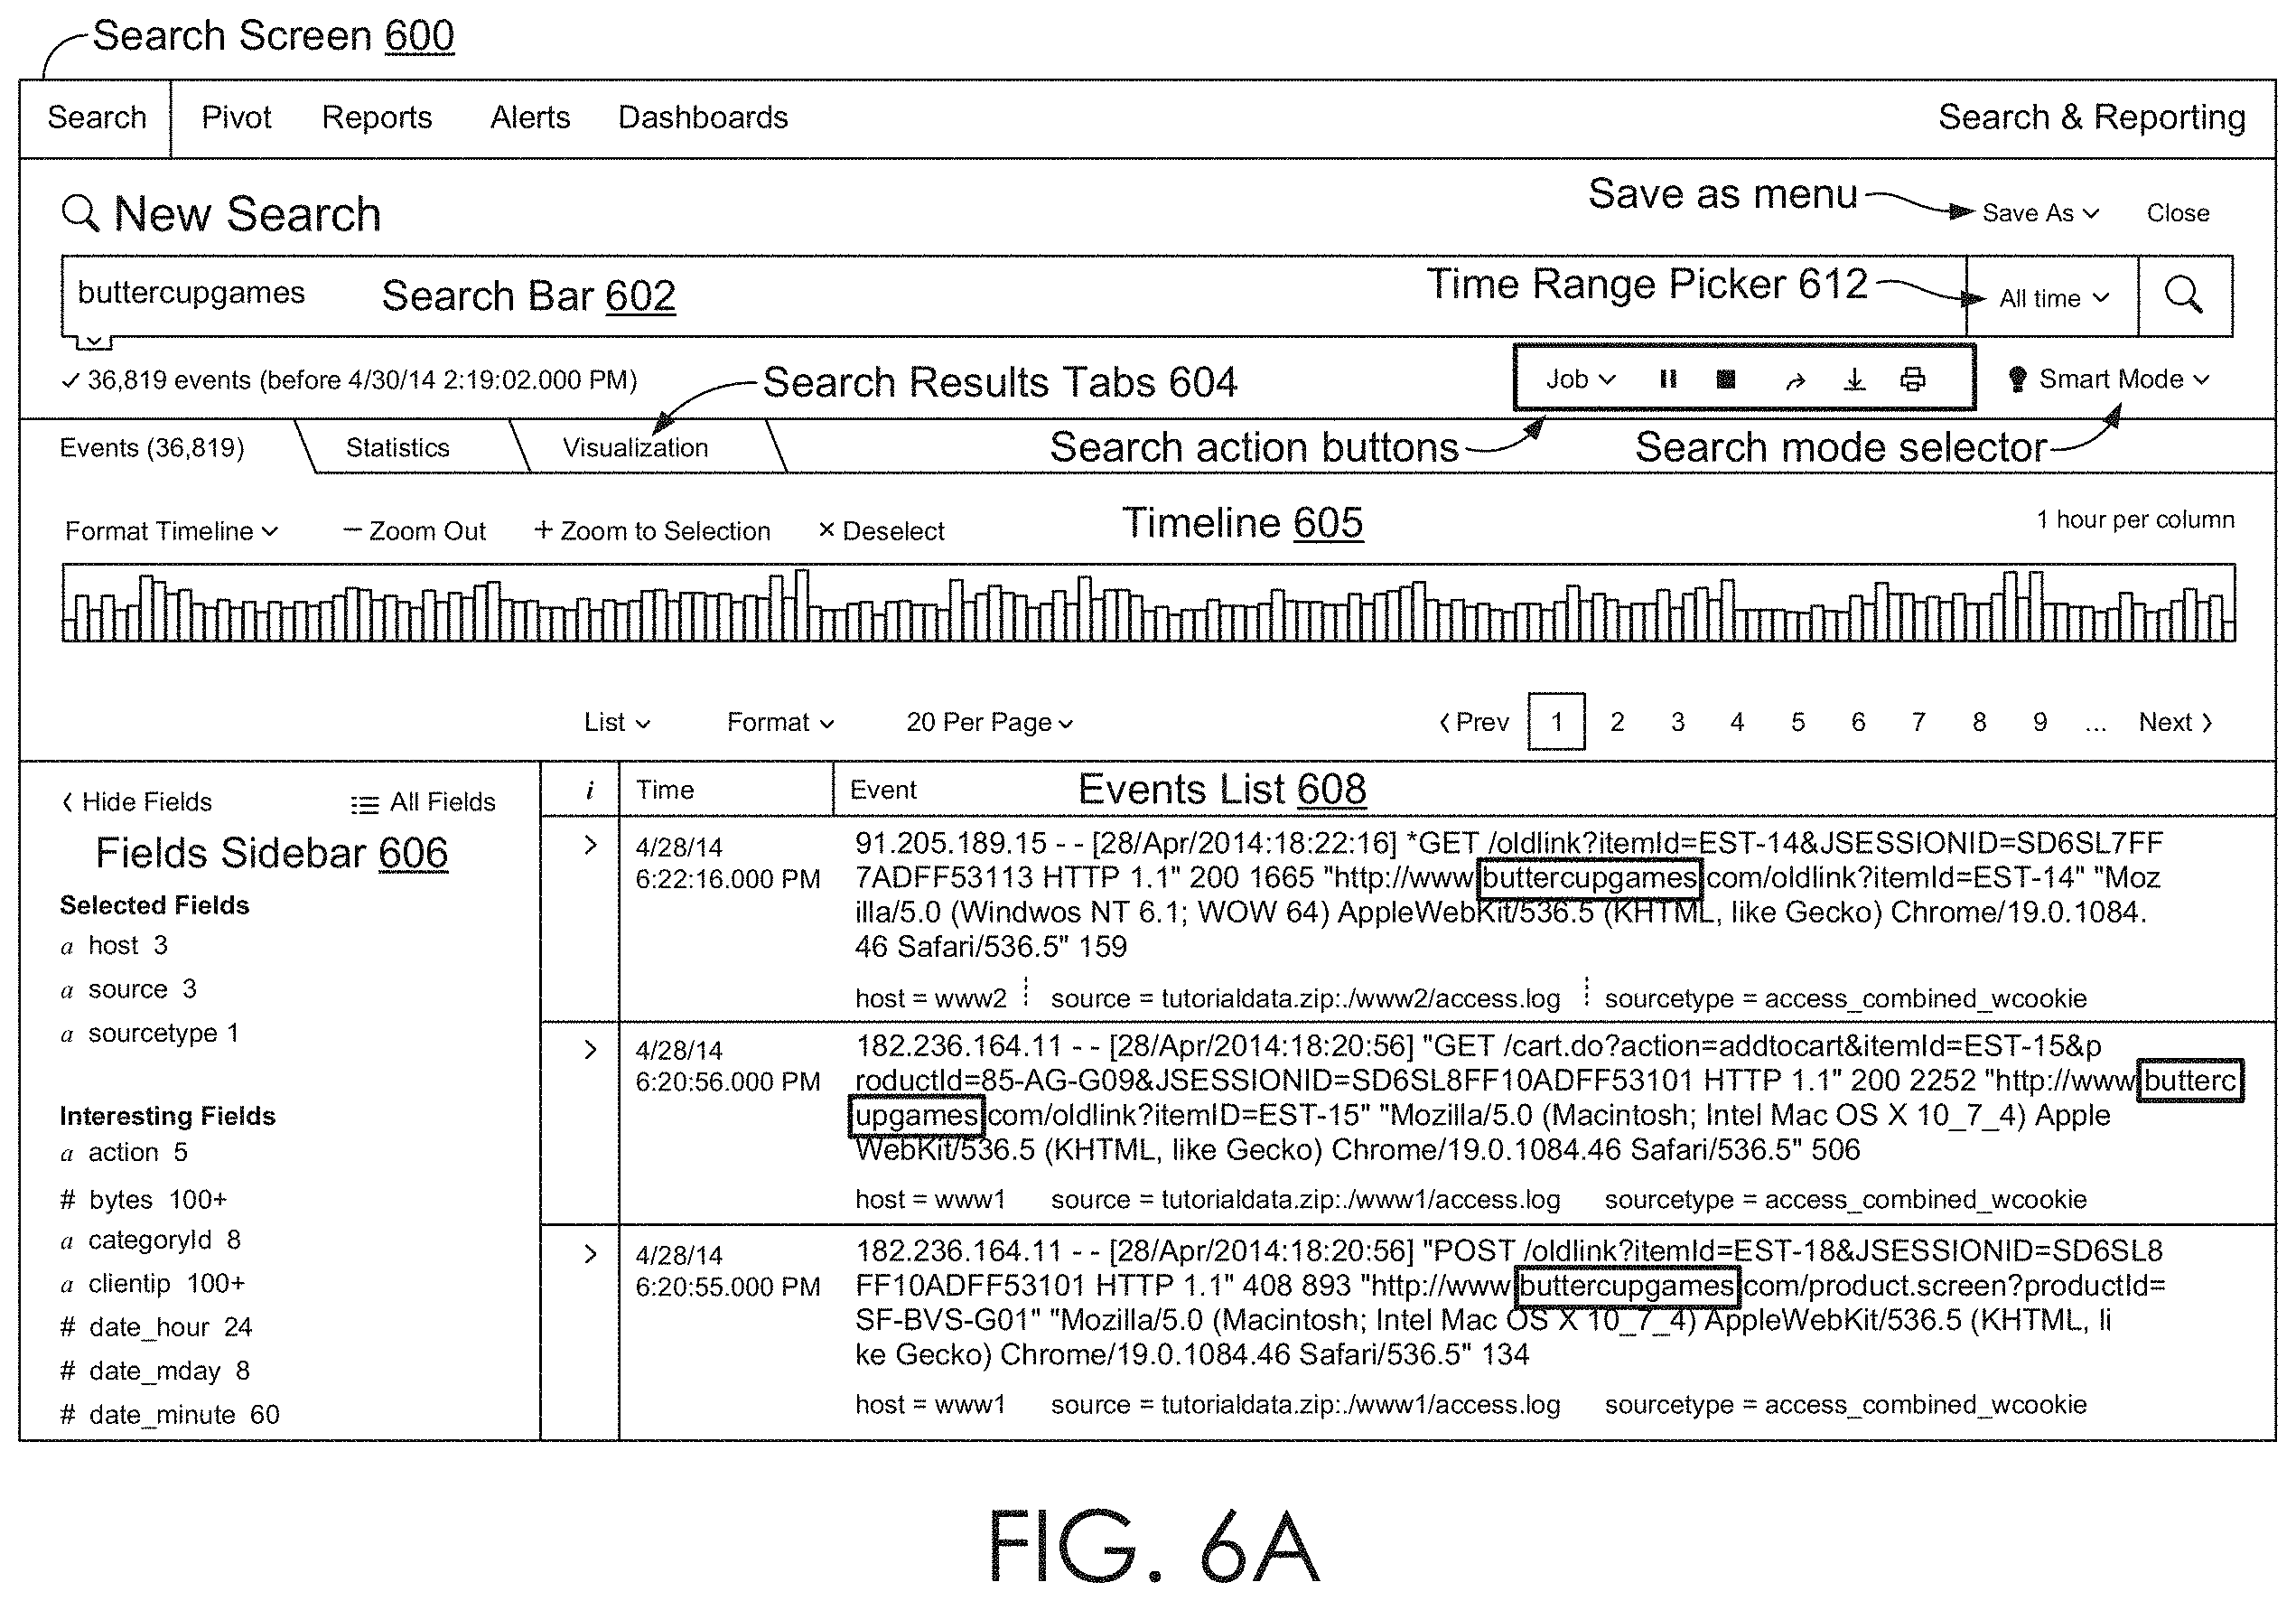 Search Screen 600
Search Pivot Reports Alerts Dashboards Search & Reporting
New Search Save as menu Save As Close
buttercupgames Search Bar 602 Time Range Picker 612 All time
36,819 events (before 4/30/14 2:19:02.000 PM) Search Results Tabs 604 Job Smart Mode
Events (36,819) Statistics Visualization Search action buttons Search mode selector
Format Timeline − Zoom Out + Zoom to Selection × Deselect Timeline 605 1 hour per column
List Format 20 Per Page Prev 1 2 3 4 5 6 7 8 9 ... Next
Hide Fields All Fields
Fields Sidebar 606
Selected Fields
a host 3
a source 3
a sourcetype 1
Interesting Fields
a action 5
# bytes 100+
a categoryId 8
a clientip 100+
# date_hour 24
# date_mday 8
# date_minute 60
i Time Event Events List 608
> 4/28/14
6:22:16.000 PM
91.205.189.15 - - [28/Apr/2014:18:22:16] *GET /oldlink?itemId=EST-14&JSESSIONID=SD6SL7FF
7ADFF53113 HTTP 1.1" 200 1665 "http://www buttercupgames com/oldlink?itemId=EST-14" "Moz
illa/5.0 (Windwos NT 6.1; WOW 64) AppleWebKit/536.5 (KHTML, like Gecko) Chrome/19.0.1084.
46 Safari/536.5" 159
host = www2 source = tutorialdata.zip:./www2/access.log sourcetype = access_combined_wcookie
> 4/28/14
6:20:56.000 PM
182.236.164.11 - - [28/Apr/2014:18:20:56] "GET /cart.do?action=addtocart&itemId=EST-15&p
roductId=85-AG-G09&JSESSIONID=SD6SL8FF10ADFF53101 HTTP 1.1" 200 2252 "http://www butterc
upgames com/oldlink?itemID=EST-15" "Mozilla/5.0 (Macintosh; Intel Mac OS X 10_7_4) Apple
WebKit/536.5 (KHTML, like Gecko) Chrome/19.0.1084.46 Safari/536.5" 506
host = www1 source = tutorialdata.zip:./www1/access.log sourcetype = access_combined_wcookie
> 4/28/14
6:20:55.000 PM
182.236.164.11 - - [28/Apr/2014:18:20:56] "POST /oldlink?itemId=EST-18&JSESSIONID=SD6SL8
FF10ADFF53101 HTTP 1.1" 408 893 "http://www buttercupgames com/product.screen?productId=
SF-BVS-G01" "Mozilla/5.0 (Macintosh; Intel Mac OS X 10_7_4) AppleWebKit/536.5 (KHTML, li
ke Gecko) Chrome/19.0.1084.46 Safari/536.5" 134
host = www1 source = tutorialdata.zip:./www1/access.log sourcetype = access_combined_wcookie
FIG. 6A